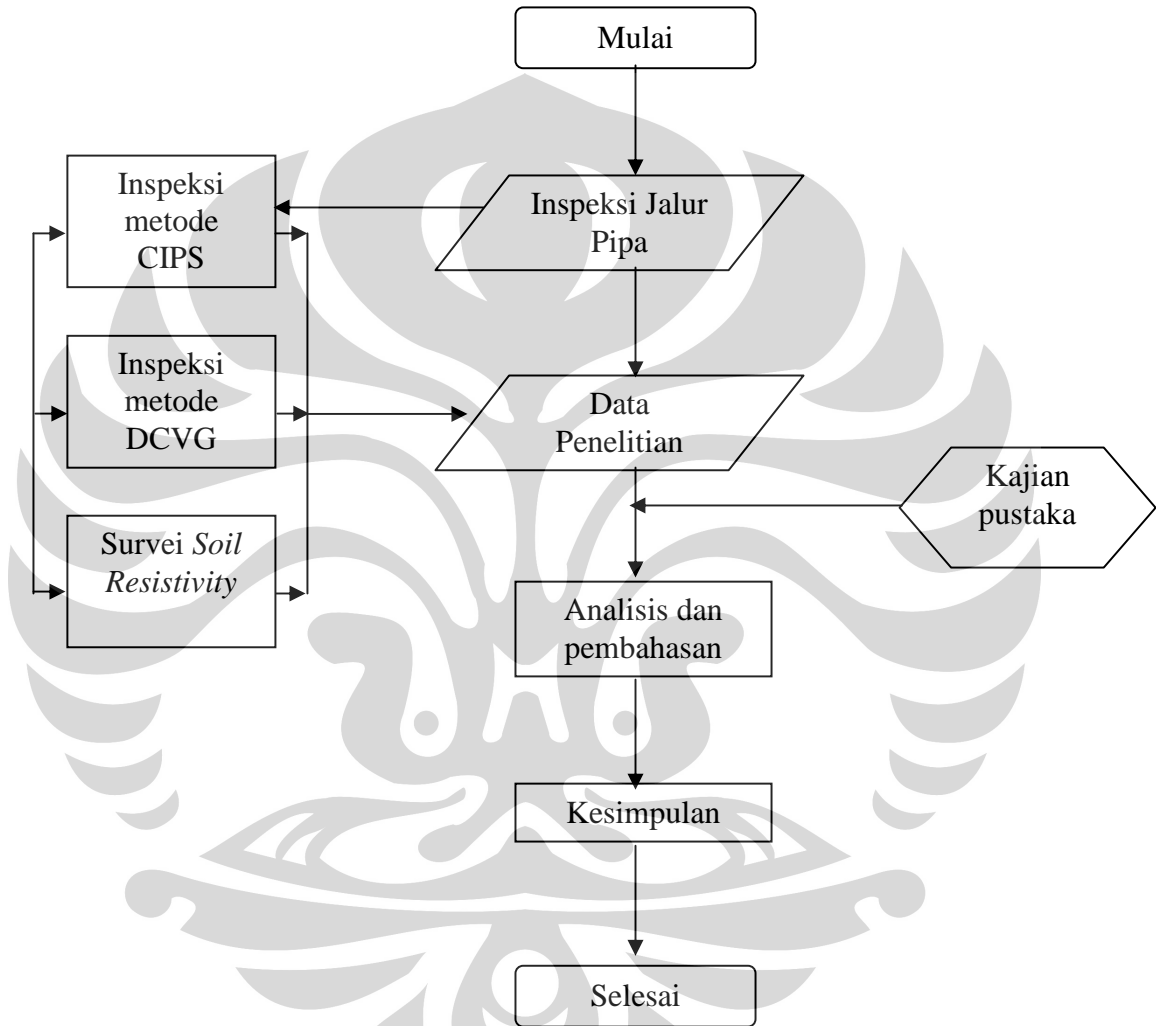 Mulai
Inspeksi Jalur
Pipa
Inspeksi
metode
CIPS
Inspeksi
metode
DCVG
Survei Soil
Resistivity
Data
Penelitian
Kajian
pustaka
Analisis dan
pembahasan
Kesimpulan
Selesai